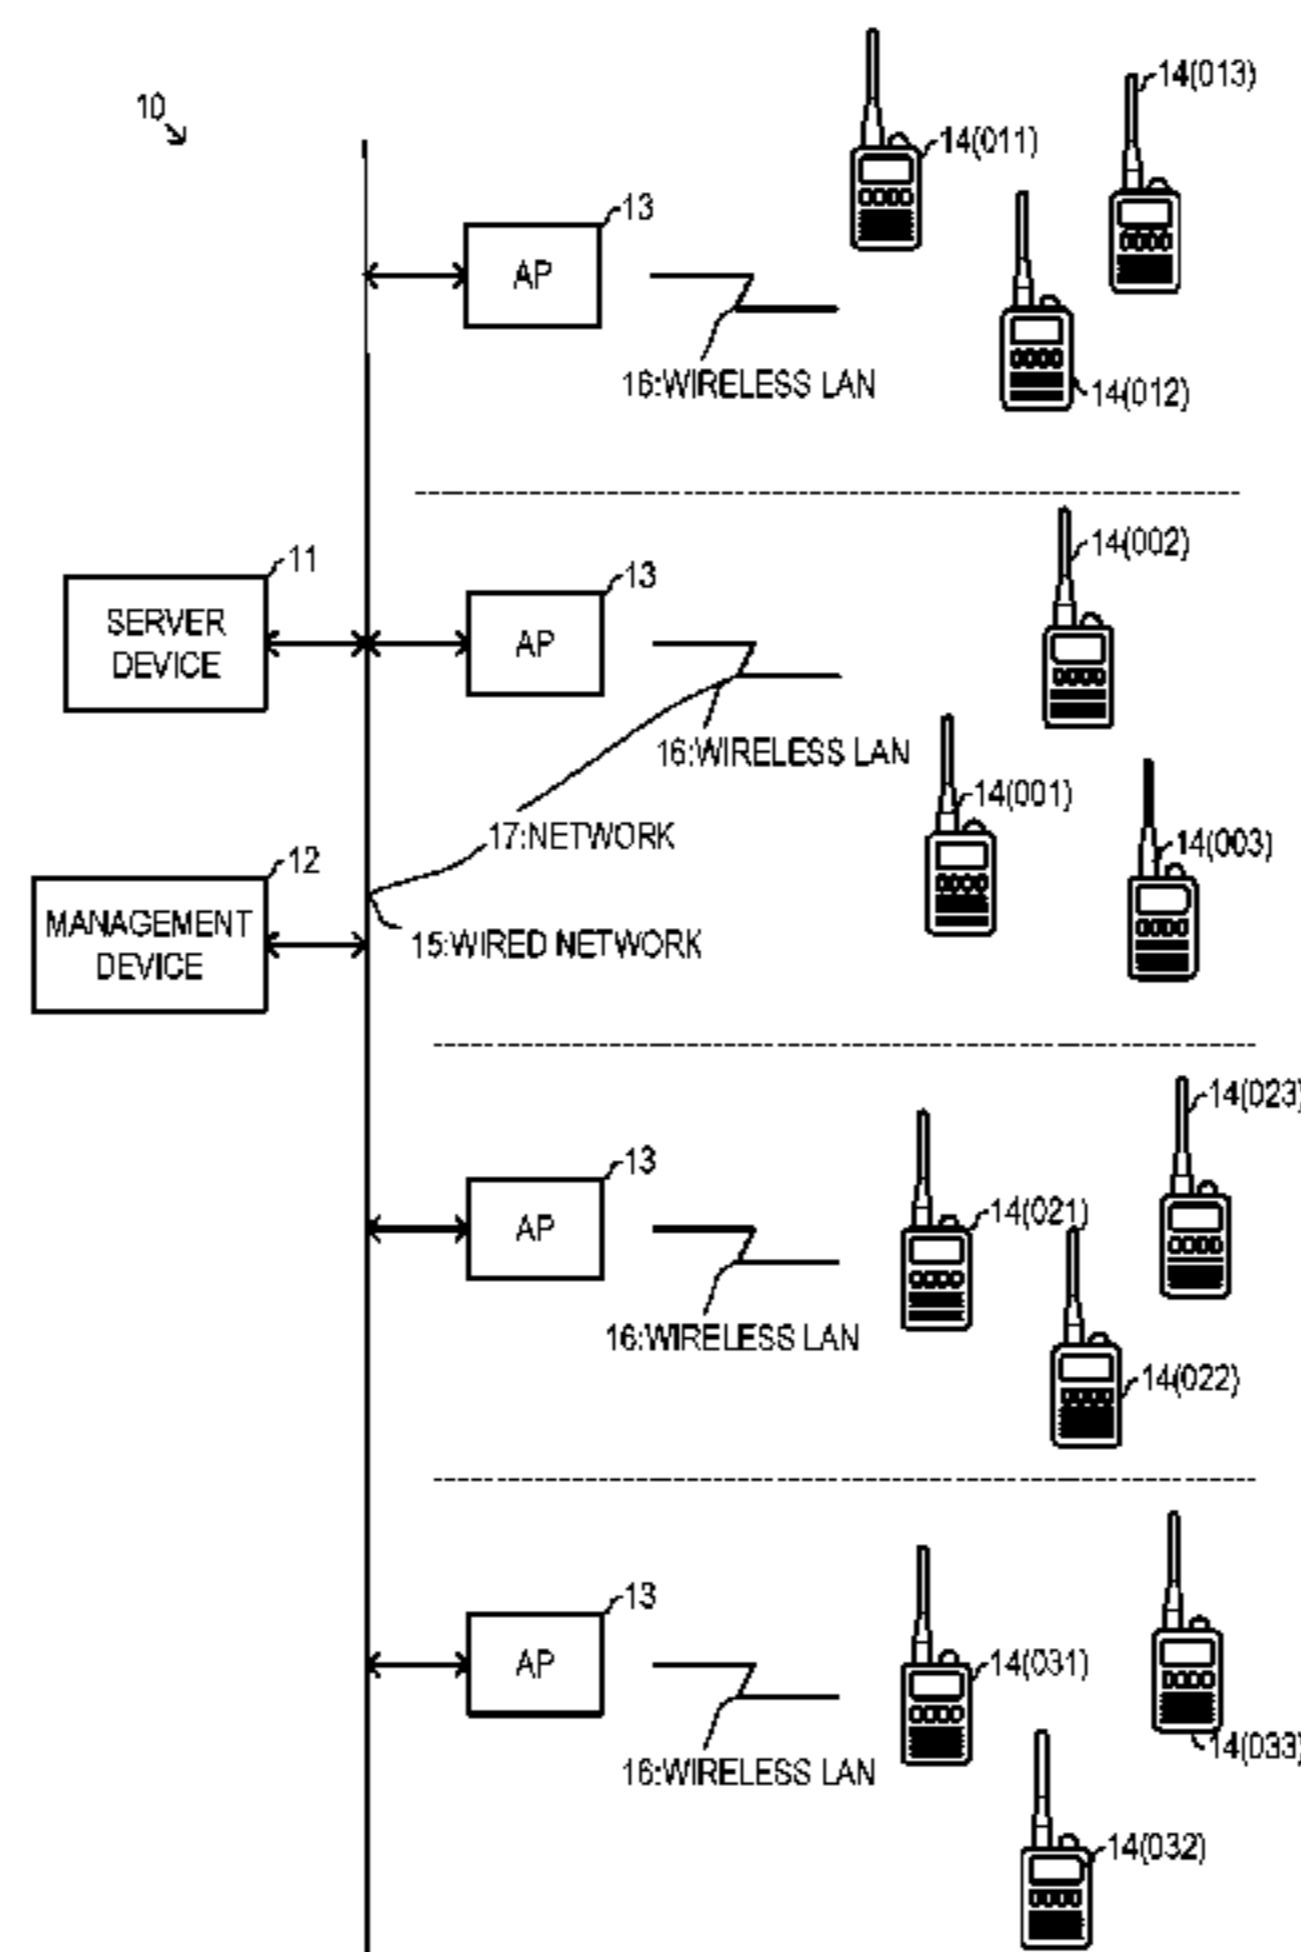 10
14(013)
14(011)
13
AP
16:WIRELESS LAN
14(012)
14(002)
11
SERVER
DEVICE
13
AP
16:WIRELESS LAN
14(001)
17:NETWORK
14(003)
12
MANAGEMENT
DEVICE
15:WIRED NETWORK
14(023)
13
AP
14(021)
16:WIRELESS LAN
14(022)
13
AP
14(031)
14(033)
16:WIRELESS LAN
14(032)